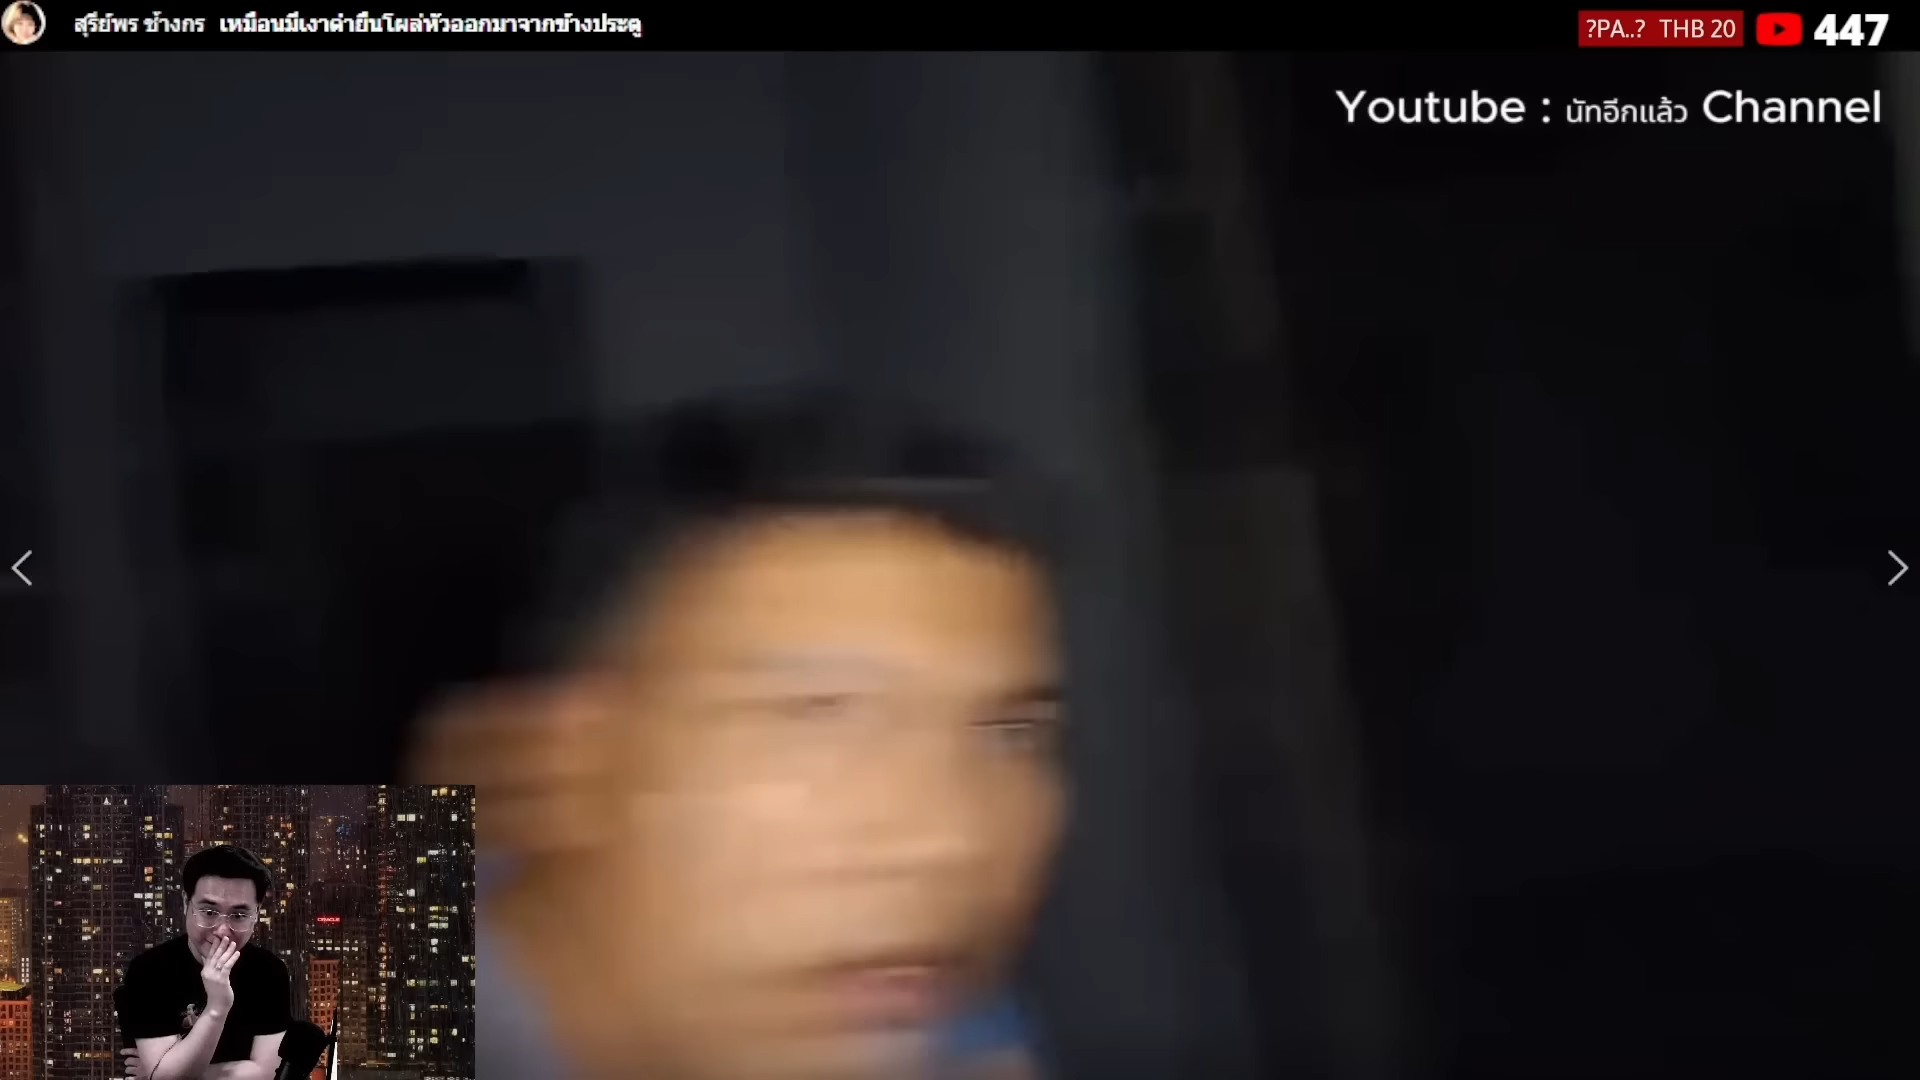 สุรีย์พร ช้างกร เหมือนมีเงาดำยืนโผล่หัวออกมาจากข้างประตู
?PA..? THB 20
447
Youtube : นัทอีกแล้ว Channel